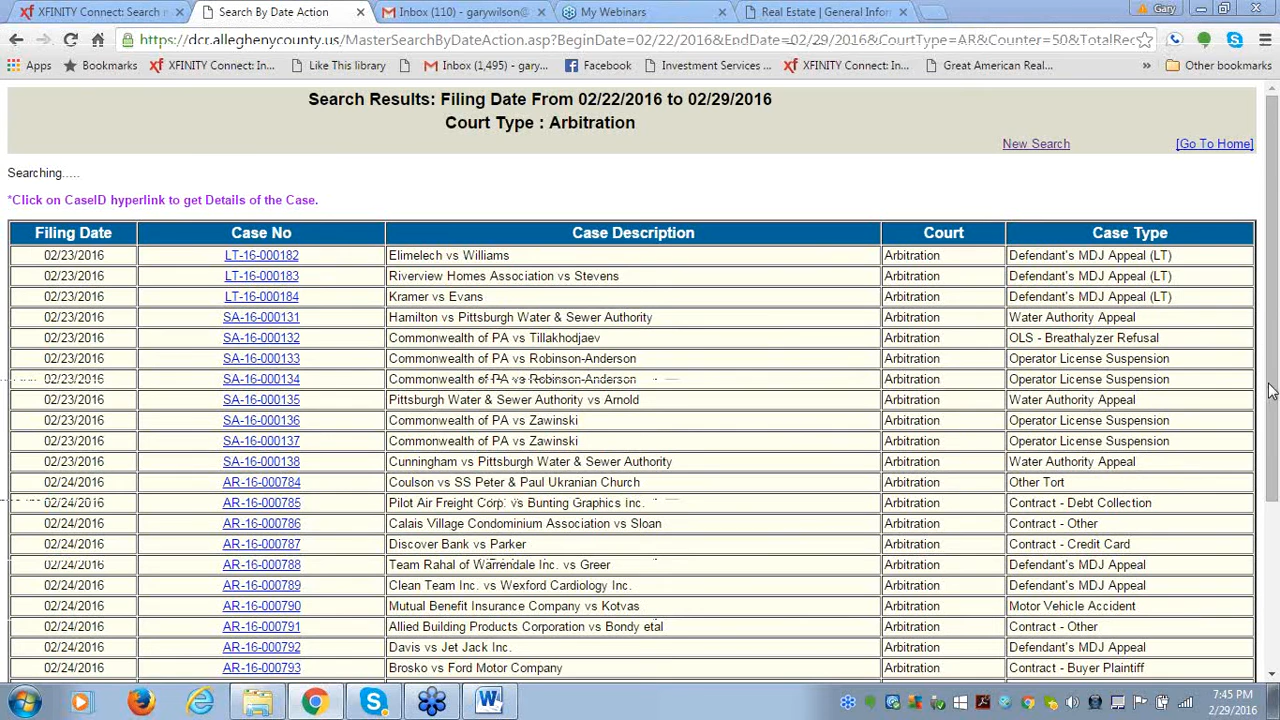 XFINITY Connect: Search r
Search By Date Action
Inbox (110) - garywilson@
My Webinars
Real Estate | General Infor
Gary
https://dcr.alleghenycounty.us/MasterSearchByDateAction.asp?BeginDate=02/22/2016&EndDate=02/29/2016&CourtType=AR&Counter=50&TotalRec
Apps
Bookmarks
XFINITY Connect: In...
Like This library
Inbox (1,495) - gary...
Facebook
Investment Services ...
XFINITY Connect: In...
Great American Real...
»
Other bookmarks
Search Results: Filing Date From 02/22/2016 to 02/29/2016
Court Type : Arbitration
New Search [Go To Home]
Searching.....
*Click on CaseID hyperlink to get Details of the Case.
Filing Date Case No Case Description Court Case Type
02/23/2016 LT-16-000182 Elimelech vs Williams Arbitration Defendant's MDJ Appeal (LT)
02/23/2016 LT-16-000183 Riverview Homes Association vs Stevens Arbitration Defendant's MDJ Appeal (LT)
02/23/2016 LT-16-000184 Kramer vs Evans Arbitration Defendant's MDJ Appeal (LT)
02/23/2016 SA-16-000131 Hamilton vs Pittsburgh Water & Sewer Authority Arbitration Water Authority Appeal
02/23/2016 SA-16-000132 Commonwealth of PA vs Tillakhodjaev Arbitration OLS - Breathalyzer Refusal
02/23/2016 SA-16-000133 Commonwealth of PA vs Robinson-Anderson Arbitration Operator License Suspension
02/23/2016 SA-16-000134 Commonwealth of PA vs Robinson-Anderson Arbitration Operator License Suspension
02/23/2016 SA-16-000135 Pittsburgh Water & Sewer Authority vs Arnold Arbitration Water Authority Appeal
02/23/2016 SA-16-000136 Commonwealth of PA vs Zawinski Arbitration Operator License Suspension
02/23/2016 SA-16-000137 Commonwealth of PA vs Zawinski Arbitration Operator License Suspension
02/23/2016 SA-16-000138 Cunningham vs Pittsburgh Water & Sewer Authority Arbitration Water Authority Appeal
02/24/2016 AR-16-000784 Coulson vs SS Peter & Paul Ukranian Church Arbitration Other Tort
02/24/2016 AR-16-000785 Pilot Air Freight Corp. vs Bunting Graphics Inc. Arbitration Contract - Debt Collection
02/24/2016 AR-16-000786 Calais Village Condominium Association vs Sloan Arbitration Contract - Other
02/24/2016 AR-16-000787 Discover Bank vs Parker Arbitration Contract - Credit Card
02/24/2016 AR-16-000788 Team Rahal of Inc. vs Greer Arbitration Defendant's MDJ Appeal
02/24/2016 AR-16-000789 Clean Team Inc. vs Wexford Cardiology Inc. Arbitration Defendant's MDJ Appeal
02/24/2016 AR-16-000790 Mutual Benefit Insurance Company vs Kotvas Arbitration Motor Vehicle Accident
02/24/2016 AR-16-000791 Allied Building Products Corporation vs Bondy etal Arbitration Contract - Other
02/24/2016 AR-16-000792 Davis vs Jet Jack Inc. Arbitration Defendant's MDJ Appeal
02/24/2016 AR-16-000793 Brosko vs Ford Motor Company Arbitration Contract - Buyer Plaintiff
7:45 PM
2/29/2016